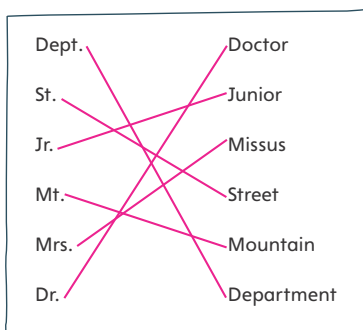 Dept. Doctor
St. Junior
Jr. Missus
Mt. Street
Mrs. Mountain
Dr. Department